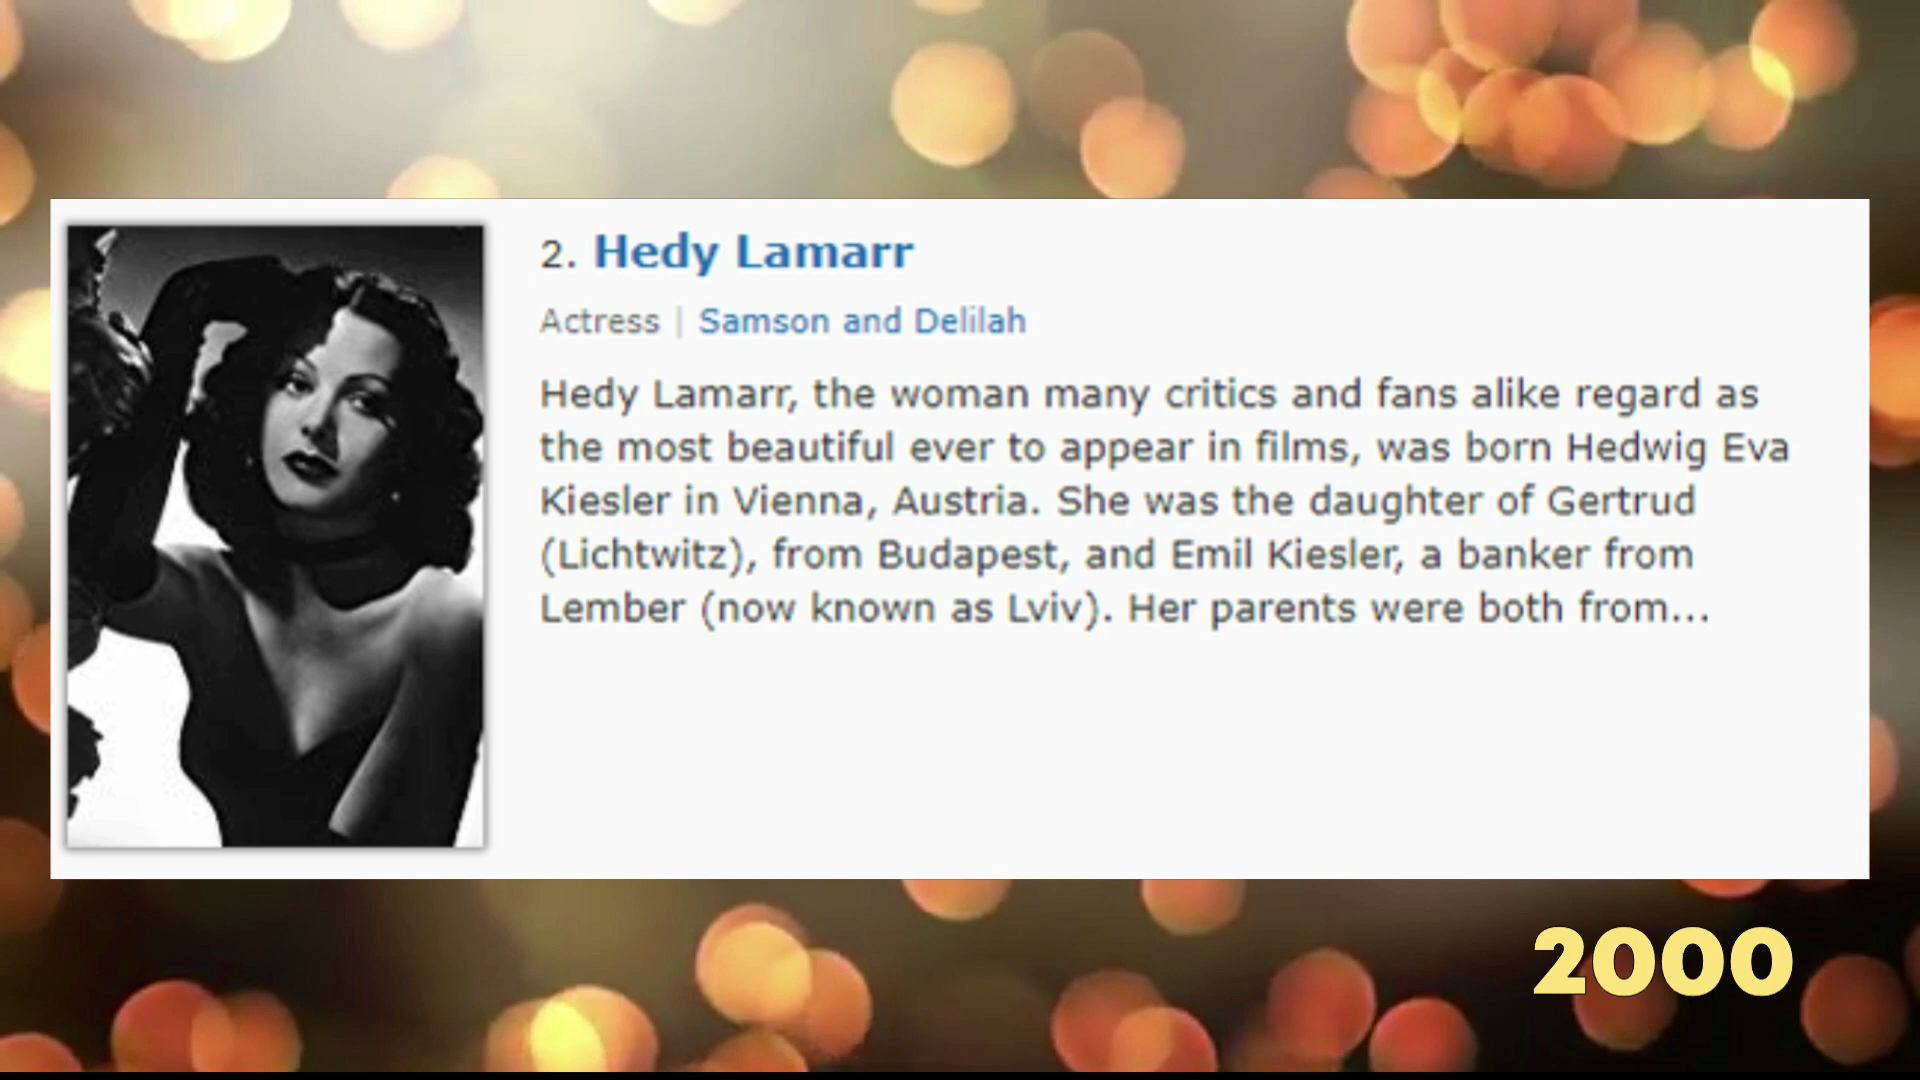 2. Hedy Lamarr
Actress | Samson and Delilah
Hedy Lamarr, the woman many critics and fans alike regard as
the most beautiful ever to appear in films, was born Hedwig Eva
Kiesler in Vienna, Austria. She was the daughter of Gertrud
(Lichtwitz), from Budapest, and Emil Kiesler, a banker from
Lember (now known as Lviv). Her parents were both from...
2000